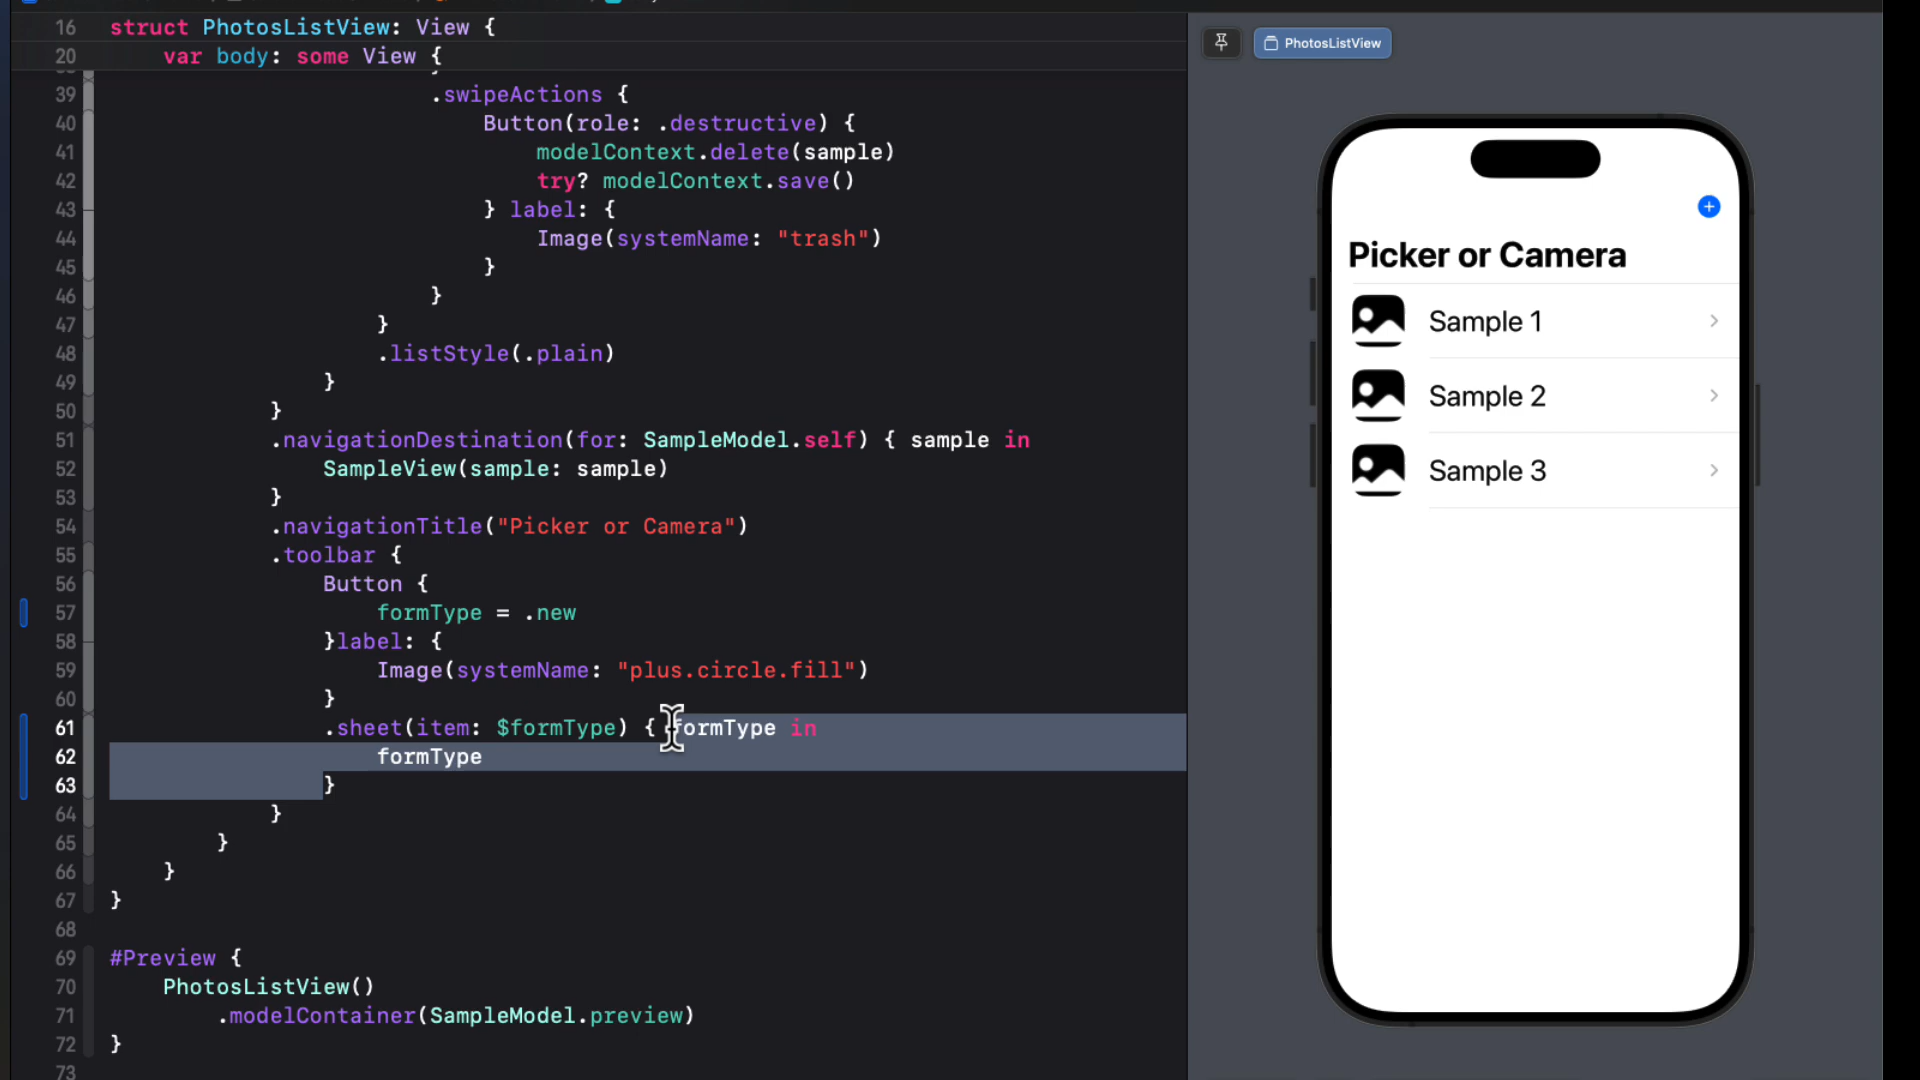 16 struct PhotosListView: View {
20 var body: some View {
39 .swipeActions {
40 Button(role: .destructive) {
41 modelContext.delete(sample)
42 try? modelContext.save()
43 } label: {
44 Image(systemName: "trash")
45 }
46 }
47 }
48 .listStyle(.plain)
49 }
50 }
51 .navigationDestination(for: SampleModel.self) { sample in
52 SampleView(sample: sample)
53 }
54 .navigationTitle("Picker or Camera")
55 .toolbar {
56 Button {
57 formType = .new
58 }label: {
59 Image(systemName: "plus.circle.fill")
60 }
61 .sheet(item: $formType) { formType in
62 formType
63 }
64 }
65 }
66 }
67 }
68
69 #Preview {
70 PhotosListView()
71 .modelContainer(SampleModel.preview)
72 }
73
PhotosListView
Picker or Camera
Sample 1
Sample 2
Sample 3